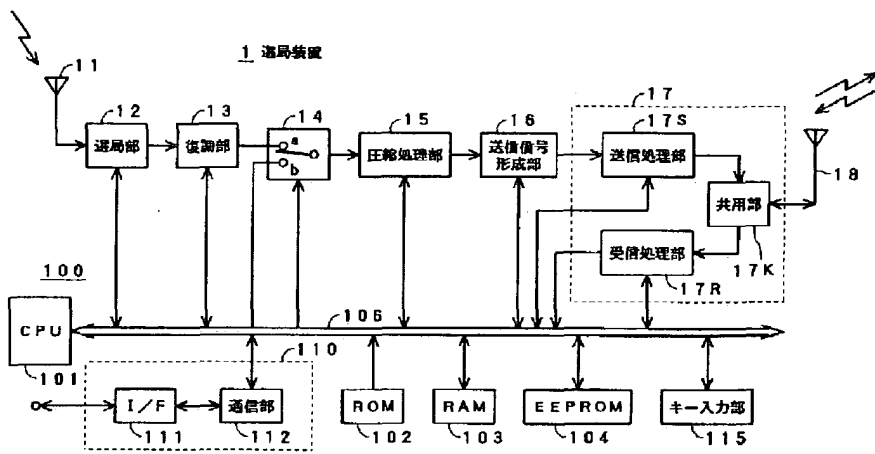 1 選局装置
11
12
選局部
13
復調部
14
a
b
15
圧縮処理部
16
送信信号
形成部
17
17S
送信処理部
共用部
17K
受信処理部
17R
18
100
CPU
101
106
110
I/F
111
通信部
112
ROM
102
RAM
103
EEPROM
104
キー入力部
115